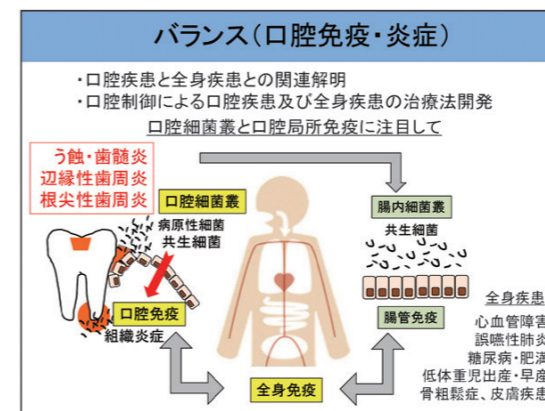 バランス(口腔免疫・炎症)
・口腔疾患と全身疾患との関連解明
・口腔制御による口腔疾患及び全身疾患の治療法開発
口腔細菌叢と口腔局所免疫に注目して
う蝕・歯髄炎
辺縁性歯周炎
根尖性歯周炎
口腔細菌叢
病原性細菌
共生細菌
口腔免疫
組織炎症
全身免疫
腸内細菌叢
共生細菌
腸管免疫
全身疾患
心血管障害
誤嚥性肺炎
糖尿病・肥満
低体重児出産・早産
骨粗鬆症、皮膚疾患